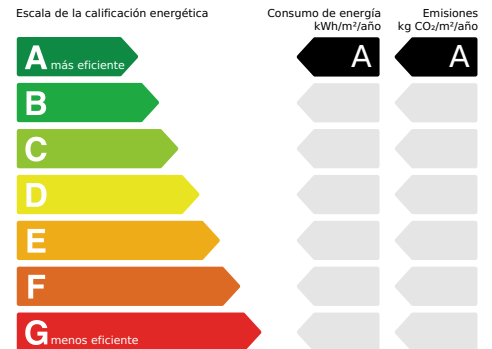 Escala de la calificación energética
Consumo de energía
kWh/m²/año
Emisiones
kg CO₂/m²/año
A más eficiente
A
A
B
C
D
E
F
G menos eficiente